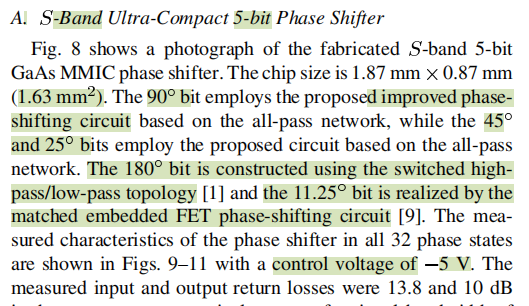 A. S-Band Ultra-Compact 5-bit Phase Shifter
Fig. 8 shows a photograph of the fabricated S-band 5-bit
GaAs MMIC phase shifter. The chip size is 1.87 mm × 0.87 mm
(1.63 mm²). The 90° bit employs the proposed improved phase-
shifting circuit based on the all-pass network, while the 45°
and 25° bits employ the proposed circuit based on the all-pass
network. The 180° bit is constructed using the switched high-
pass/low-pass topology [1] and the 11.25° bit is realized by the
matched embedded FET phase-shifting circuit [9]. The mea-
sured characteristics of the phase shifter in all 32 phase states
are shown in Figs. 9–11 with a control voltage of −5 V. The
measured input and output return losses were 13.8 and 10 dB